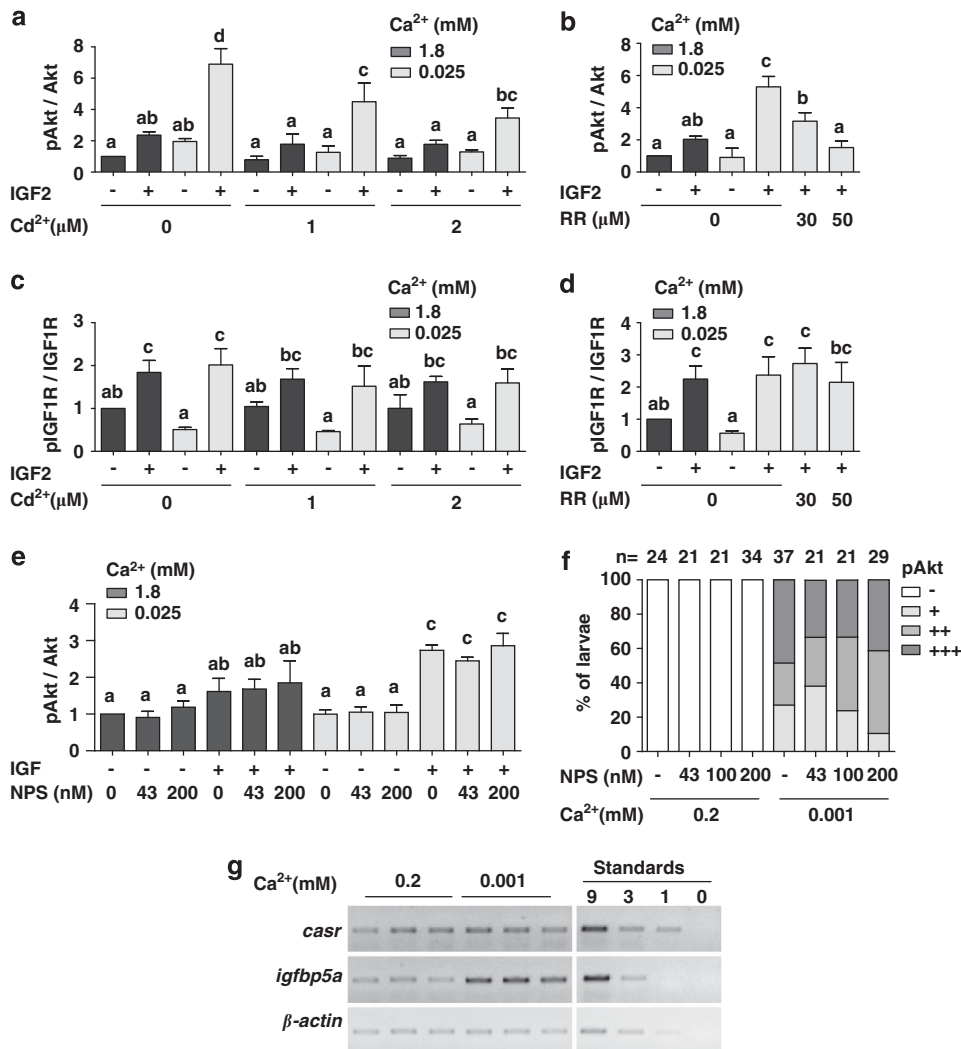 a
Ca2+ (mM)
1.8
0.025
pAkt / Akt
8
6
4
2
0
a ab ab d a a a c a a a bc
IGF2 - + - + - + - + - + - +
Cd2+(μM) 0 1 2
b
Ca2+ (mM)
1.8
0.025
pAkt / Akt
8
6
4
2
0
a ab a c b a
IGF2 - + - + + +
RR (μM) 0 30 50
c
Ca2+ (mM)
1.8
0.025
pIGF1R / IGF1R
3
2
1
0
ab c a c ab bc a bc ab bc a bc
IGF2 - + - + - + - + - + - +
Cd2+(μM) 0 1 2
d
Ca2+ (mM)
1.8
0.025
pIGF1R / IGF1R
4
3
2
1
0
ab c a c c bc
IGF2 - + - + + +
RR (μM) 0 30 50
e
Ca2+ (mM)
1.8
0.025
pAkt / Akt
4
3
2
1
0
a a a ab ab ab a a a c c c
IGF - - - + + + - - - + + +
NPS (nM) 0 43 200 0 43 200 0 43 200 0 43 200
f
n= 24 21 21 34 37 21 21 29
pAkt
-
+
++
+++
% of larvae
100
80
60
40
20
0
NPS (nM) - 43 100 200 - 43 100 200
Ca2+(mM) 0.2 0.001
g
Ca2+(mM) 0.2 0.001
Standards
9 3 1 0
casr
igfbp5a
β-actin